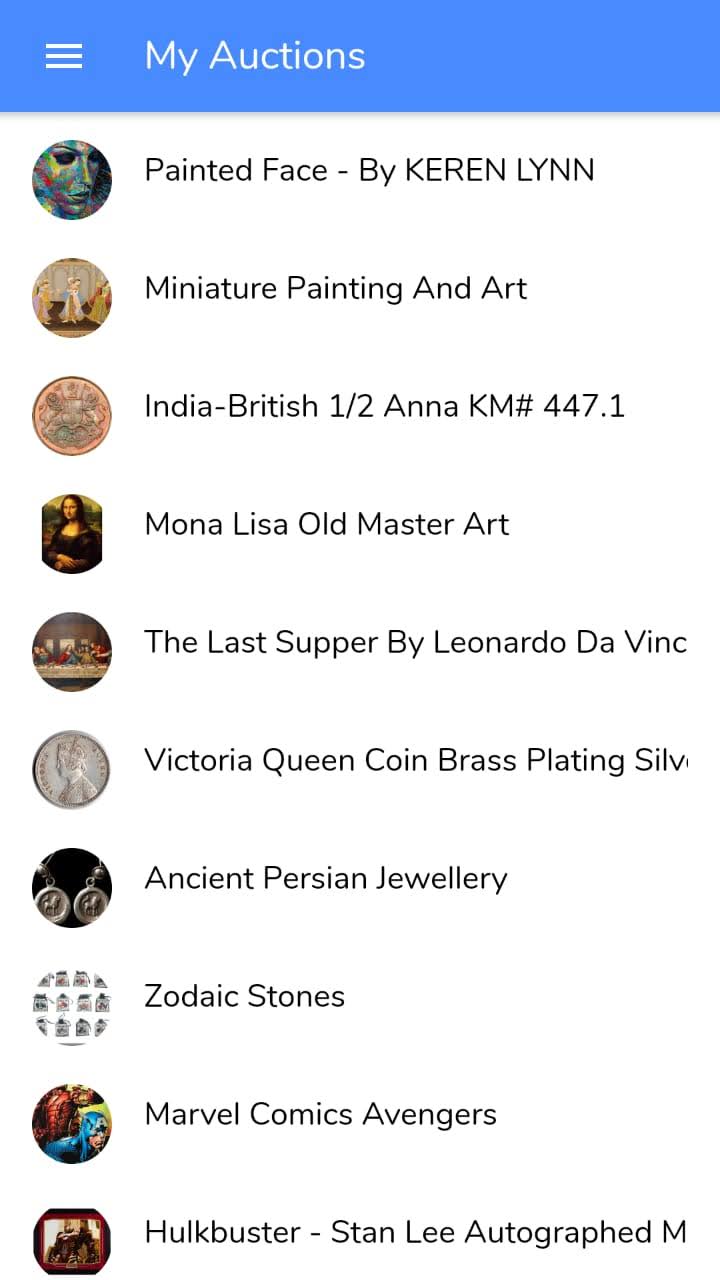 My Auctions
Painted Face - By KEREN LYNN
Miniature Painting And Art
India-British 1/2 Anna KM# 447.1
Mona Lisa Old Master Art
The Last Supper By Leonardo Da Vinc
Victoria Queen Coin Brass Plating Silv
Ancient Persian Jewellery
Zodaic Stones
Marvel Comics Avengers
Hulkbuster - Stan Lee Autographed M